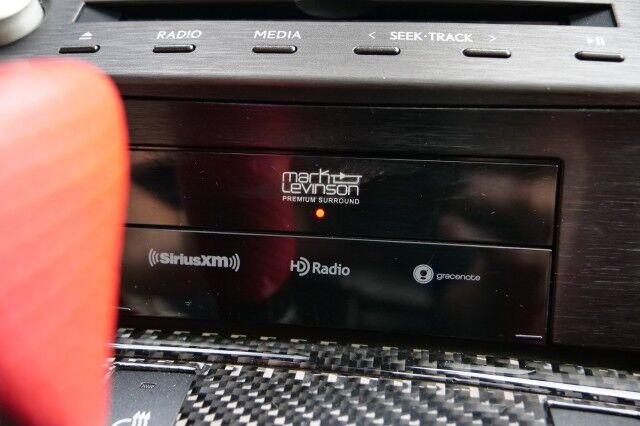 RADIO MEDIA < SEEK·TRACK >
mark
Levinson
PREMIUM SURROUND
((SiriusXM)) HD Radio gracenote